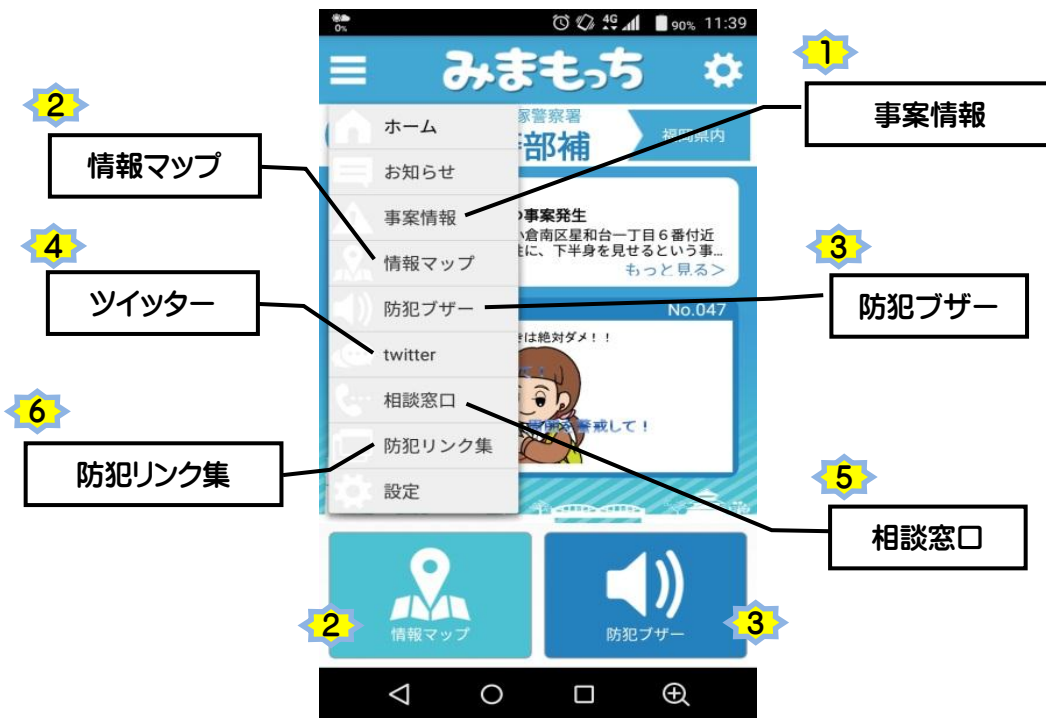 0%
4G
90% 11:39
みまもっち
家警察署
部補
福岡県内
ホーム
お知らせ
事案情報
情報マップ
防犯ブザー
twitter
相談窓口
防犯リンク集
設定
事案発生
倉南区星和台一丁目6番付近
に、下半身を見せるという事...
もっと見る>
No.047
きは絶対ダメ!!
て!
警戒して!
情報マップ
防犯ブザー
1
事案情報
2
情報マップ
3
防犯ブザー
4
ツイッター
5
相談窓口
6
防犯リンク集
2
3